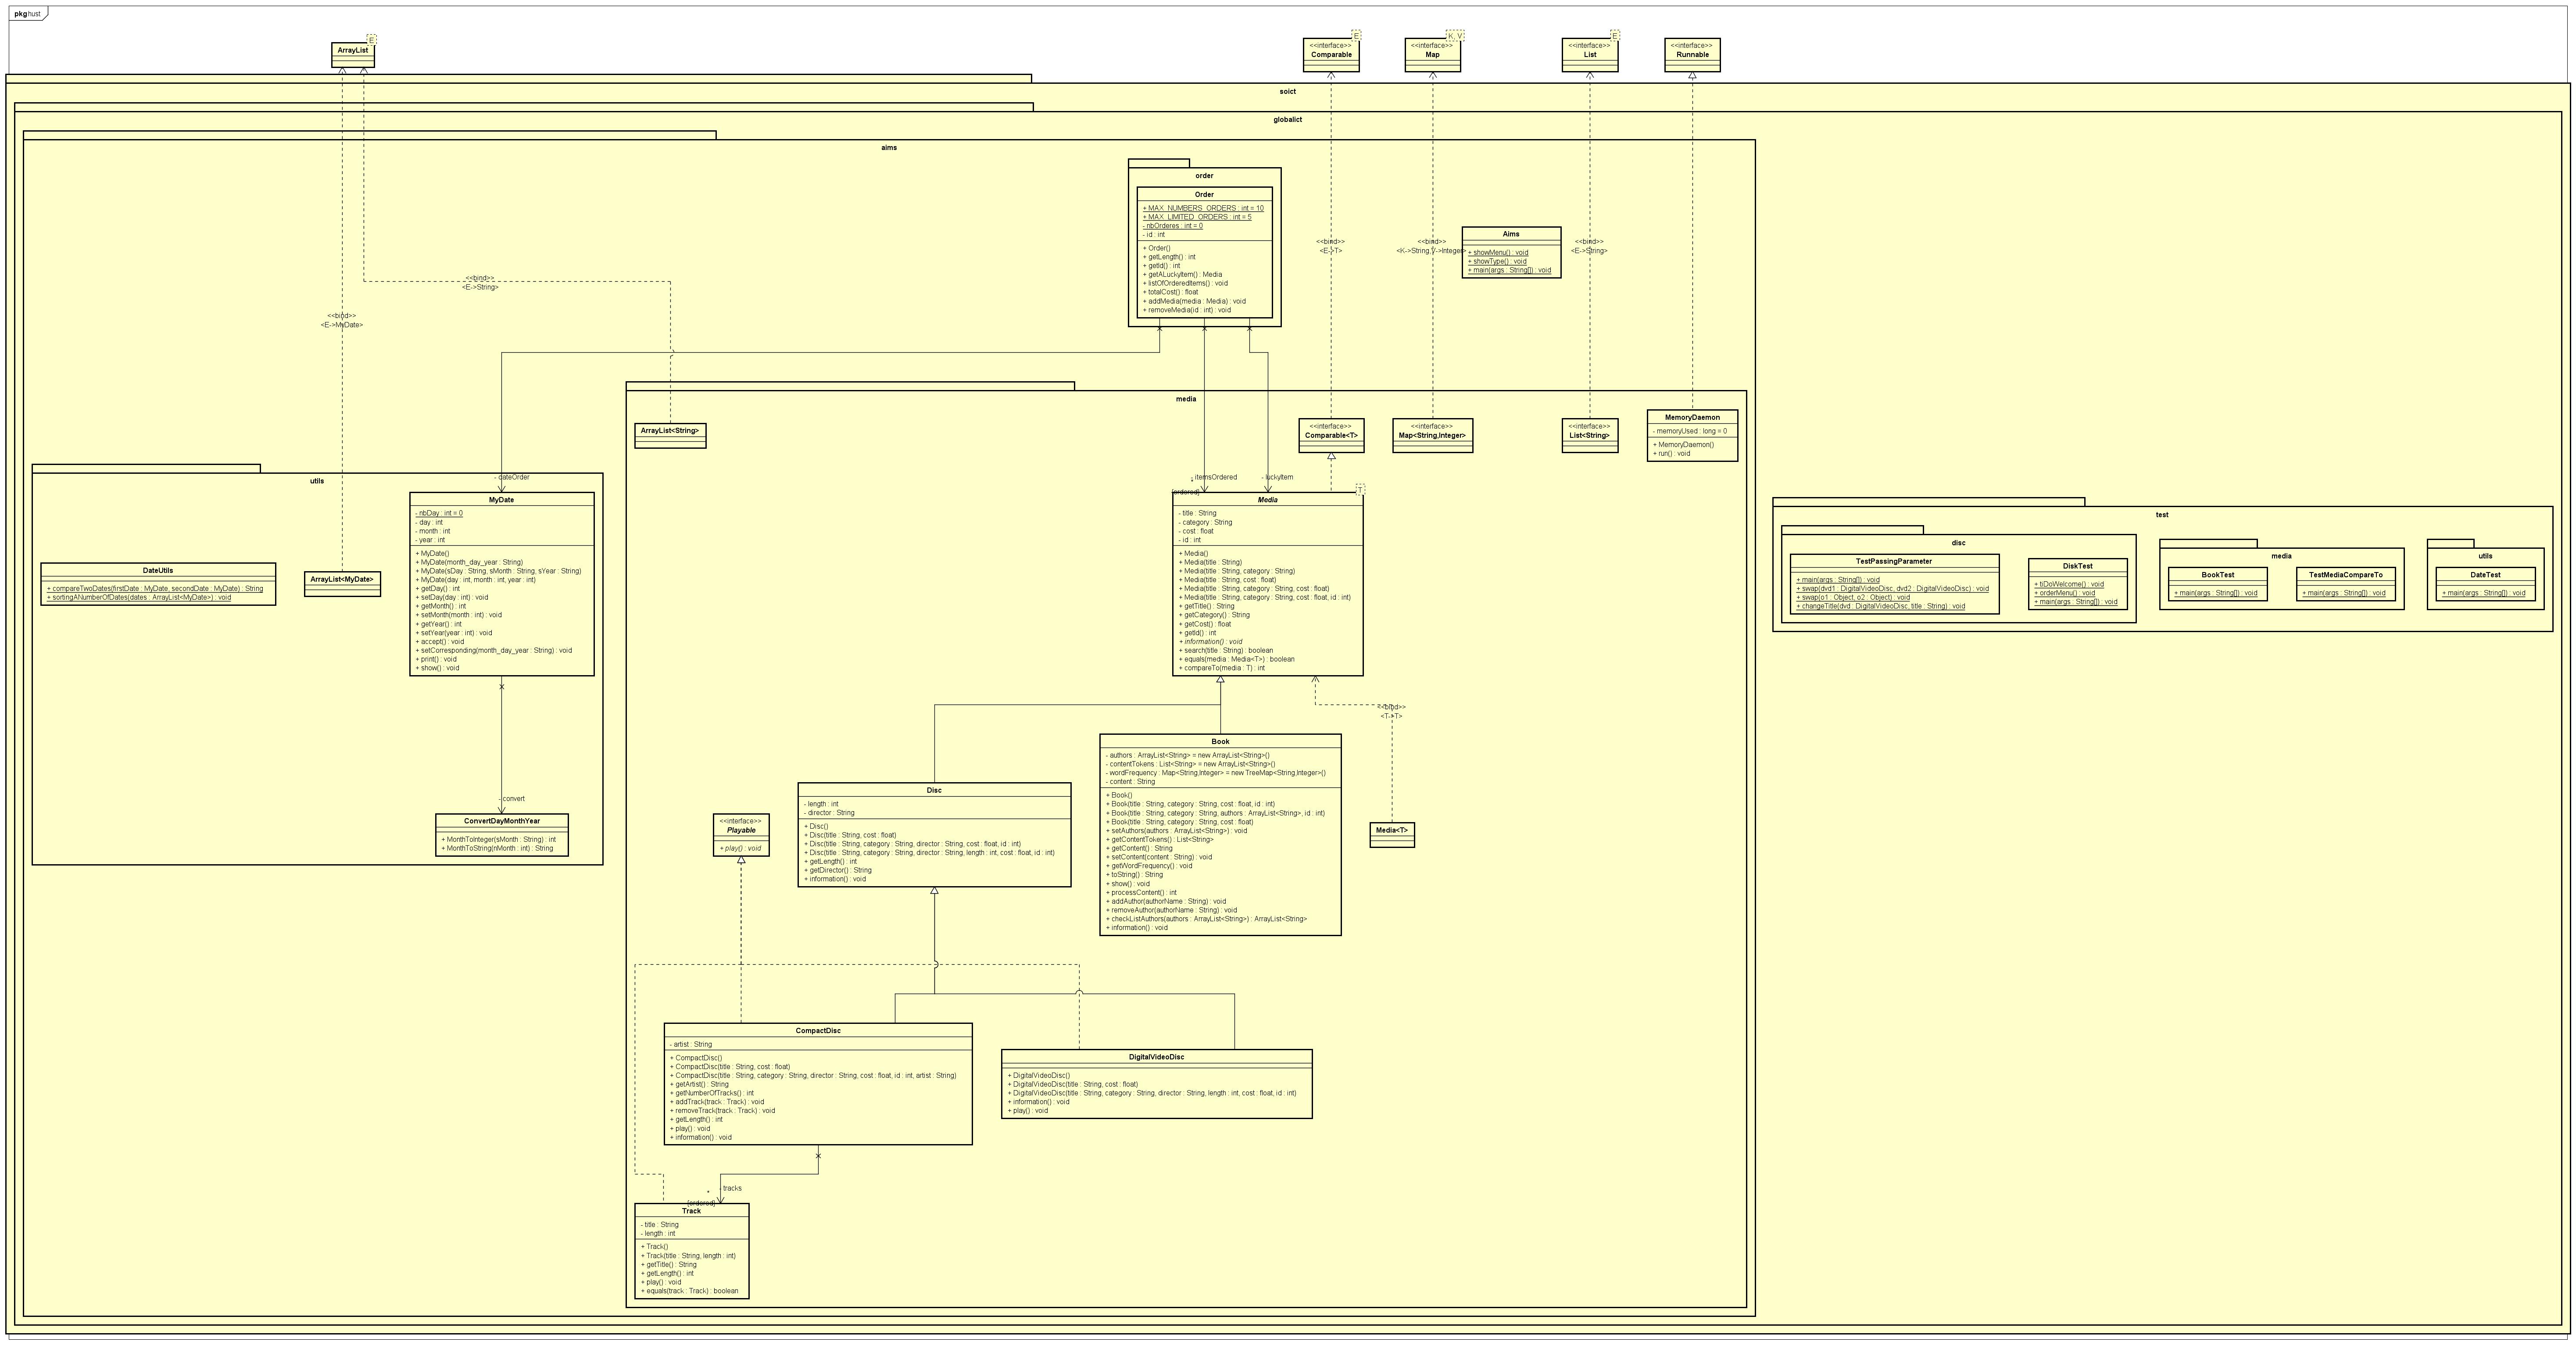 pkg hust
E
ArrayList
E
<<interface>>
Comparable
K, V
<<interface>>
Map
E
<<interface>>
List
<<interface>>
Runnable
soict
globalict
aims
order
Order
+ MAX_NUMBERS_ORDERS : int = 10
+ MAX_LIMITED_ORDERS : int = 5
- nbOrderes : int = 0
- id : int
+ Order()
+ getLength() : int
+ getId() : int
+ getALuckyItem() : Media
+ listOfOrderedItems() : void
+ totalCost() : float
+ addMedia(media : Media) : void
+ removeMedia(id : int) : void
Aims
+ showMenu() : void
+ showType() : void
+ main(args : String[]) : void
<<bind>>
<E->T>
<<bind>>
<K->String,V->Integer>
<<bind>>
<E->String>
<<bind>>
<E->String>
<<bind>>
<E->MyDate>
media
ArrayList<String>
<<interface>>
Comparable<T>
<<interface>>
Map<String,Integer>
<<interface>>
List<String>
MemoryDaemon
- memoryUsed : long = 0
+ MemoryDaemon()
+ run() : void
utils
- dateOrder
MyDate
- nbDay : int = 0
- day : int
- month : int
- year : int
+ MyDate()
+ MyDate(month_day_year : String)
+ MyDate(sDay : String, sMonth : String, sYear : String)
+ MyDate(day : int, month : int, year : int)
+ getDay() : int
+ setDay(day : int) : void
+ getMonth() : int
+ setMonth(month : int) : void
+ getYear() : int
+ setYear(year : int) : void
+ accept() : void
+ setCorresponding(month_day_year : String) : void
+ print() : void
+ show() : void
DateUtils
+ compareTwoDates(firstDate : MyDate, secondDate : MyDate) : String
+ sortingANumberOfDates(dates : ArrayList<MyDate>) : void
ArrayList<MyDate>
- convert
ConvertDayMonthYear
+ MonthToInteger(sMonth : String) : int
+ MonthToString(nMonth : int) : String
- itemsOrdered
*
{ordered}
- luckyItem
T
Media
- title : String
- category : String
- cost : float
- id : int
+ Media()
+ Media(title : String)
+ Media(title : String, category : String)
+ Media(title : String, cost : float)
+ Media(title : String, category : String, cost : float)
+ Media(title : String, category : String, cost : float, id : int)
+ getTitle() : String
+ getCategory() : String
+ getCost() : float
+ getId() : int
+ information() : void
+ search(title : String) : boolean
+ equals(media : Media<T>) : boolean
+ compareTo(media : T) : int
<<bind>>
<T->T>
Media<T>
Book
- authors : ArrayList<String> = new ArrayList<String>()
- contentTokens : List<String> = new ArrayList<String>()
- wordFrequency : Map<String,Integer> = new TreeMap<String,Integer>()
- content : String
+ Book()
+ Book(title : String, category : String, cost : float, id : int)
+ Book(title : String, category : String, authors : ArrayList<String>, id : int)
+ Book(title : String, category : String, cost : float)
+ setAuthors(authors : ArrayList<String>) : void
+ getContentTokens() : List<String>
+ getContent() : String
+ setContent(content : String) : void
+ getWordFrequency() : void
+ toString() : String
+ show() : void
+ processContent() : int
+ addAuthor(authorName : String) : void
+ removeAuthor(authorName : String) : void
+ checkListAuthors(authors : ArrayList<String>) : ArrayList<String>
+ information() : void
Disc
- length : int
- director : String
+ Disc()
+ Disc(title : String, cost : float)
+ Disc(title : String, category : String, director : String, cost : float, id : int)
+ Disc(title : String, category : String, director : String, length : int, cost : float, id : int)
+ getLength() : int
+ getDirector() : String
+ information() : void
<<interface>>
Playable
+ play() : void
CompactDisc
- artist : String
+ CompactDisc()
+ CompactDisc(title : String, cost : float)
+ CompactDisc(title : String, category : String, director : String, cost : float, id : int, artist : String)
+ getArtist() : String
+ getNumberOfTracks() : int
+ addTrack(track : Track) : void
+ removeTrack(track : Track) : void
+ getLength() : int
+ play() : void
+ information() : void
DigitalVideoDisc
+ DigitalVideoDisc()
+ DigitalVideoDisc(title : String, cost : float)
+ DigitalVideoDisc(title : String, category : String, director : String, length : int, cost : float, id : int)
+ information() : void
+ play() : void
- tracks
*
{ordered}
Track
- title : String
- length : int
+ Track()
+ Track(title : String, length : int)
+ getTitle() : String
+ getLength() : int
+ play() : void
+ equals(track : Track) : boolean
test
disc
TestPassingParameter
+ main(args : String[]) : void
+ swap(dvd1 : DigitalVideoDisc, dvd2 : DigitalVideoDisc) : void
+ swap(o1 : Object, o2 : Object) : void
+ changeTitle(dvd : DigitalVideoDisc, title : String) : void
DiskTest
+ tiDoWelcome() : void
+ orderMenu() : void
+ main(args : String[]) : void
media
BookTest
+ main(args : String[]) : void
TestMediaCompareTo
+ main(args : String[]) : void
utils
DateTest
+ main(args : String[]) : void